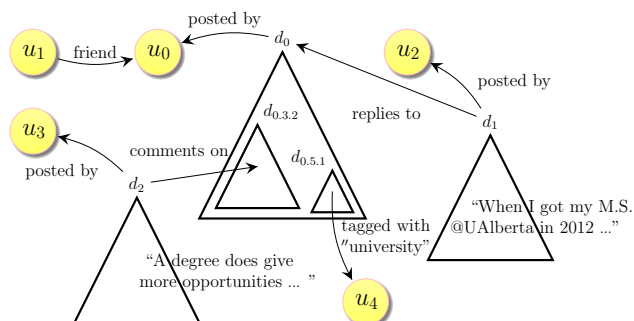 posted by
u1 friend u0
d0
u2
posted by
replies to
d0.3.2
d1
u3
comments on
d0.5.1
posted by
d2
"When I got my M.S.
@UAlberta in 2012 ..."
tagged with
"university"
"A degree does give
more opportunities ... "
u4